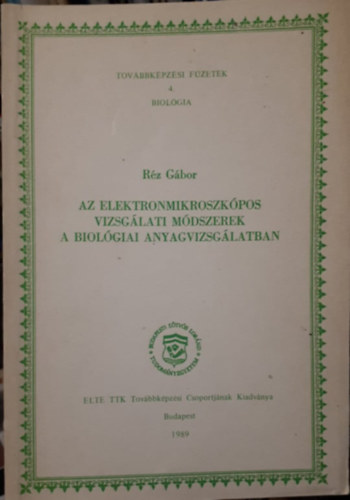 TOVÁBBKÉPZÉSI FÜZETEK
4.
BIOLÓGIA
Réz Gábor
AZ ELEKTRONMIKROSZKÓPOS
VIZSGÁLATI MÓDSZEREK
A BIOLÓGIAI ANYAGVIZSGÁLATBAN
ELTE TTK Továbbképzési Csoportjának Kiadványa
Budapest
1989